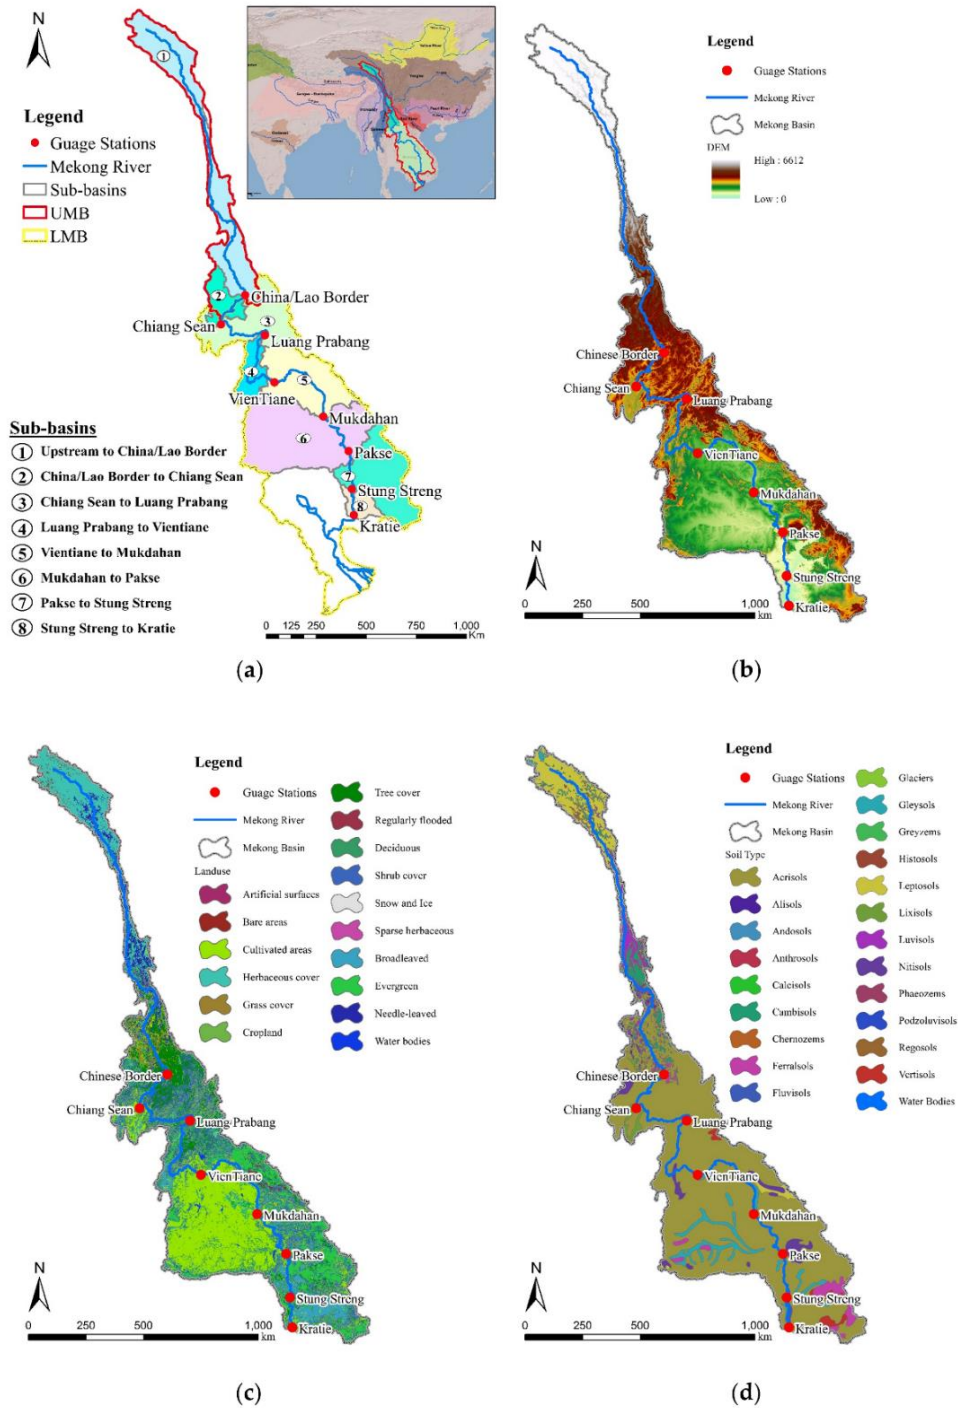 N
Legend
Guage Stations
Mekong River
Sub-basins
UMB
LMB
1
2
China/Lao Border
3
Chiang Sean
Luang Prabang
4
5
VienTiane
Mukdahan
6
Pakse
7
Stung Streng
8
Kratie
Sub-basins
1 Upstream to China/Lao Border
2 China/Lao Border to Chiang Sean
3 Chiang Sean to Luang Prabang
4 Luang Prabang to Vientiane
5 Vientiane to Mukdahan
6 Mukdahan to Pakse
7 Pakse to Stung Streng
8 Stung Streng to Kratie
0 125 250 500 750 1,000
Km
(a)
Legend
Guage Stations
Mekong River
Mekong Basin
DEM
High : 6612
Low : 0
Chinese Border
Chiang Sean
Luang Prabang
VienTiane
Mukdahan
Pakse
Stung Streng
Kratie
N
0 500 1,000
km
(b)
Legend
Guage Stations
Mekong River
Mekong Basin
Landuse
Artificial surfaces
Bare areas
Cultivated areas
Herbaceous cover
Grass cover
Cropland
Tree cover
Regularly flooded
Deciduous
Shrub cover
Snow and Ice
Sparse herbaceous
Broadleaved
Evergreen
Needle-leaved
Water bodies
Chinese Border
Chiang Sean
Luang Prabang
VienTiane
Mukdahan
Pakse
Stung Streng
Kratie
N
0 500 1,000
km
(c)
Legend
Guage Stations
Mekong River
Mekong Basin
Soil Type
Acrisols
Alisols
Andosols
Anthrosols
Calcisols
Cambisols
Chernozems
Ferralsols
Fluvisols
Glaciers
Gleysols
Greyzems
Histosols
Leptosols
Lixisols
Luvisols
Nitisols
Phaeozems
Podzoluvisols
Regosols
Vertisols
Water Bodies
Chinese Border
Chiang Sean
Luang Prabang
VienTiane
Mukdahan
Pakse
Stung Streng
Kratie
N
0 500 1,000
km
(d)